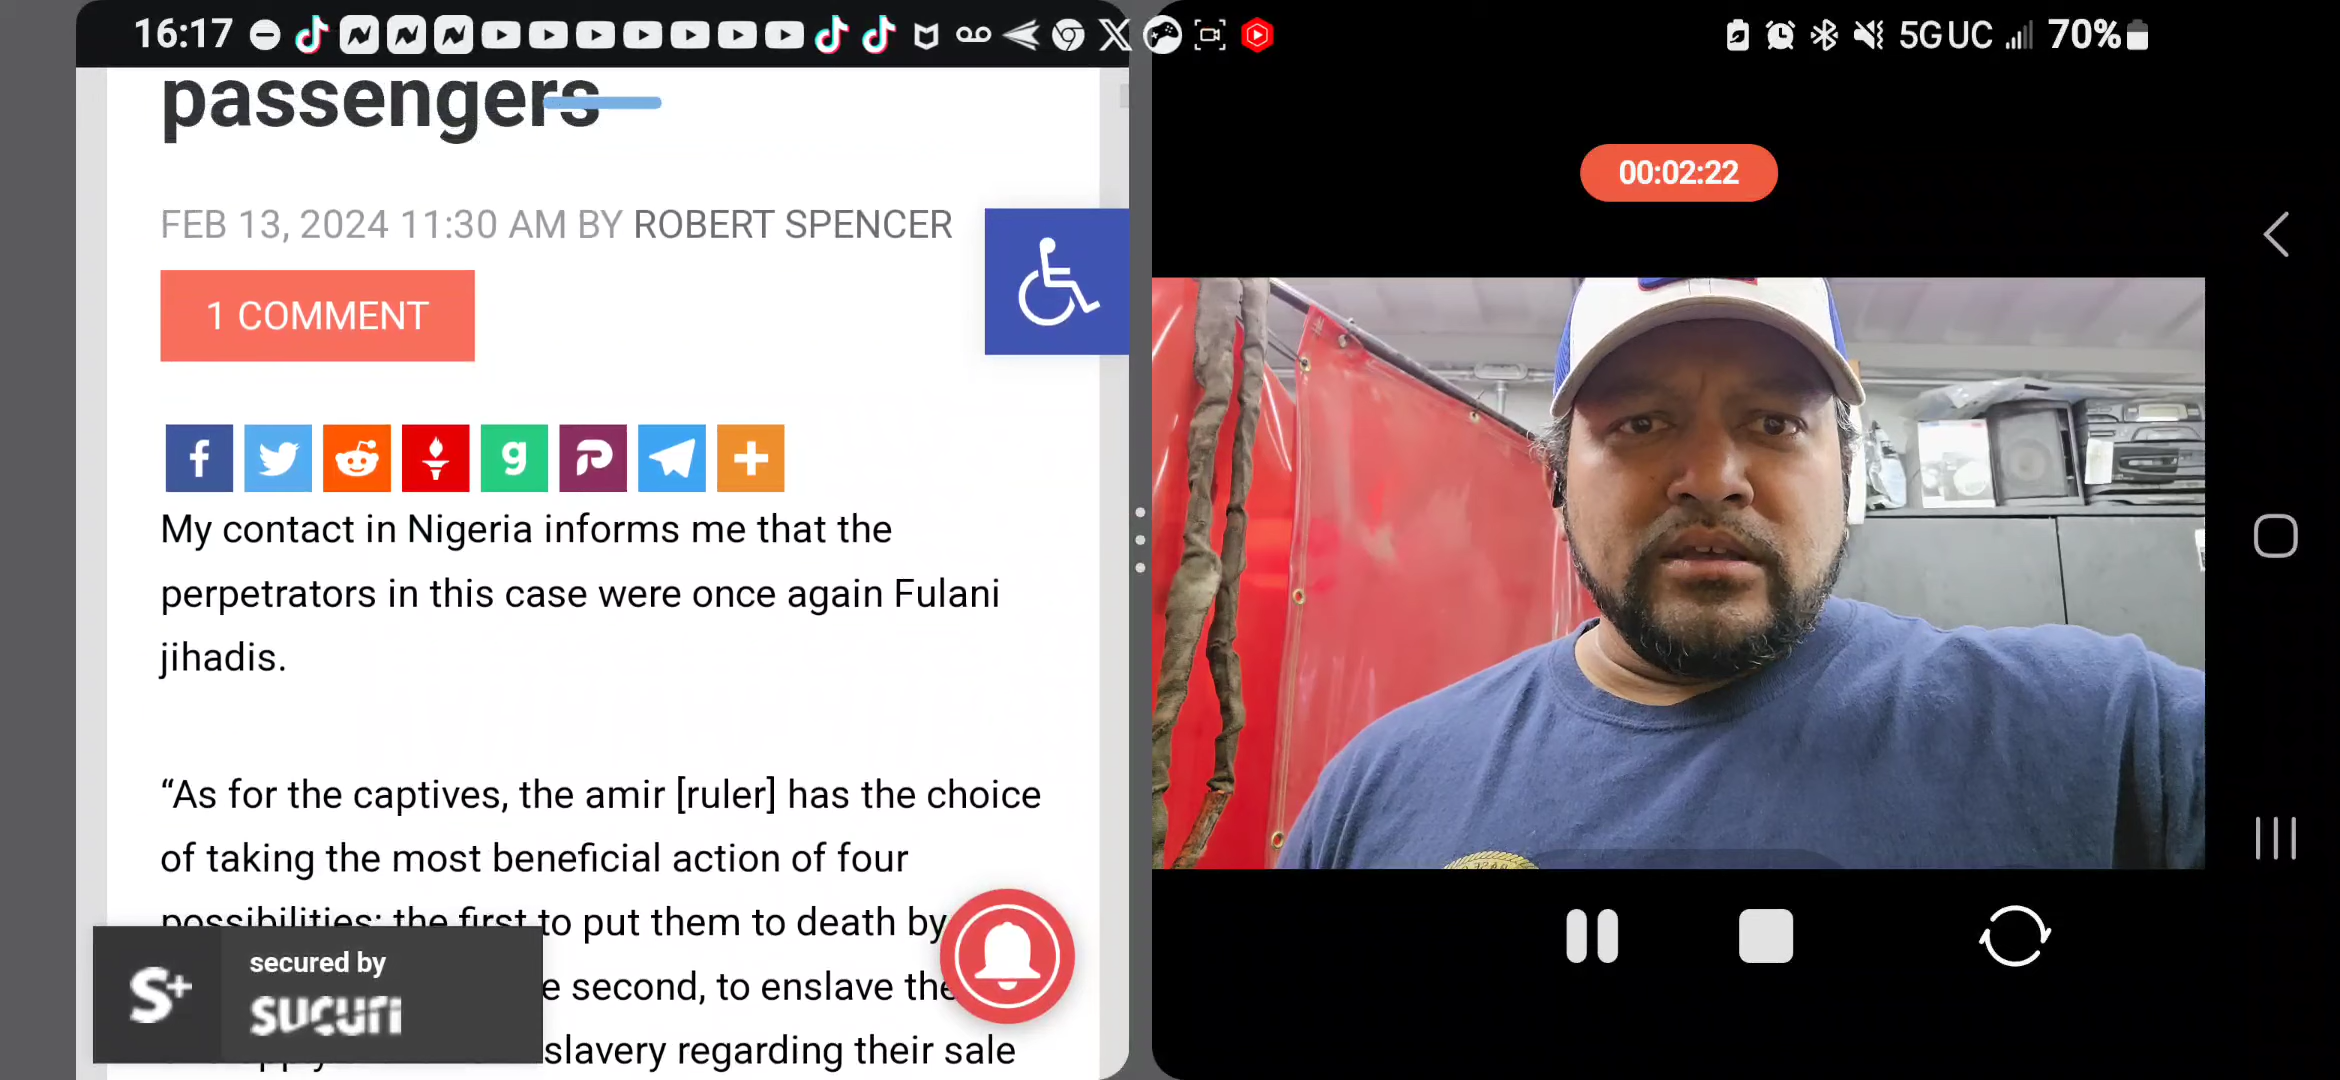 16:17
5GUC 70%
passengers
FEB 13, 2024 11:30 AM BY ROBERT SPENCER
1 COMMENT
My contact in Nigeria informs me that the
perpetrators in this case were once again Fulani
jihadis.
“As for the captives, the amir [ruler] has the choice
of taking the most beneficial action of four
possibilities: the first to put them to death by
e second, to enslave the
slavery regarding their sale
secured by
sucuri
S+
00:02:22